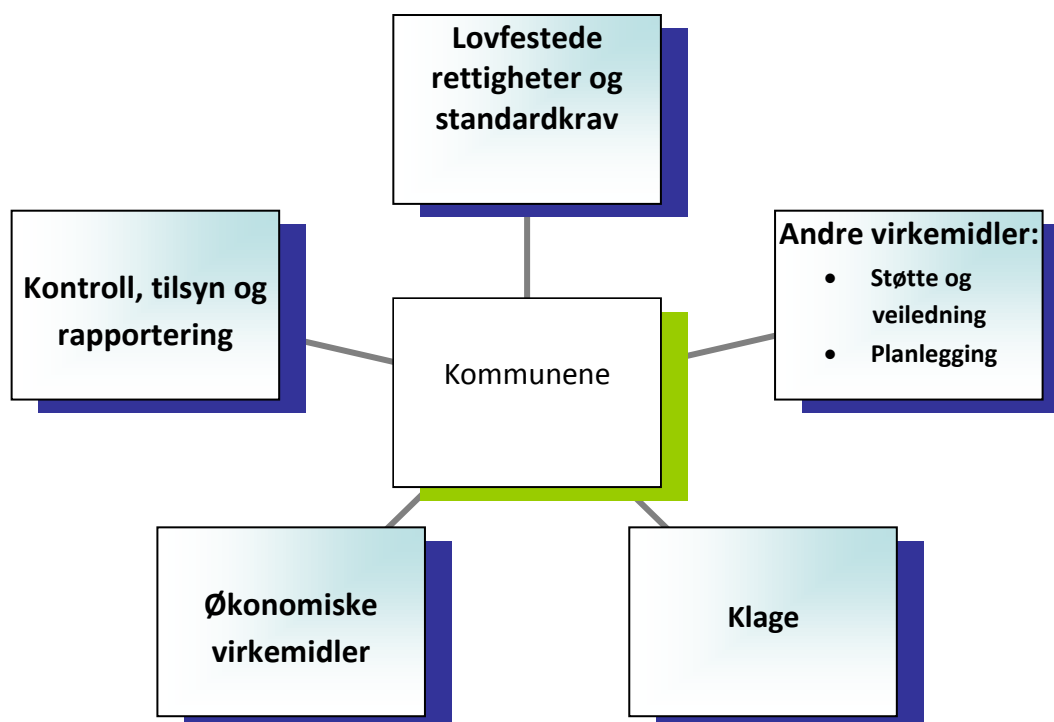 Lovfestede
rettigheter og
standardkrav
Kontroll, tilsyn og
rapportering
Andre virkemidler:
• Støtte og
veiledning
• Planlegging
Kommunene
Økonomiske
virkemidler
Klage